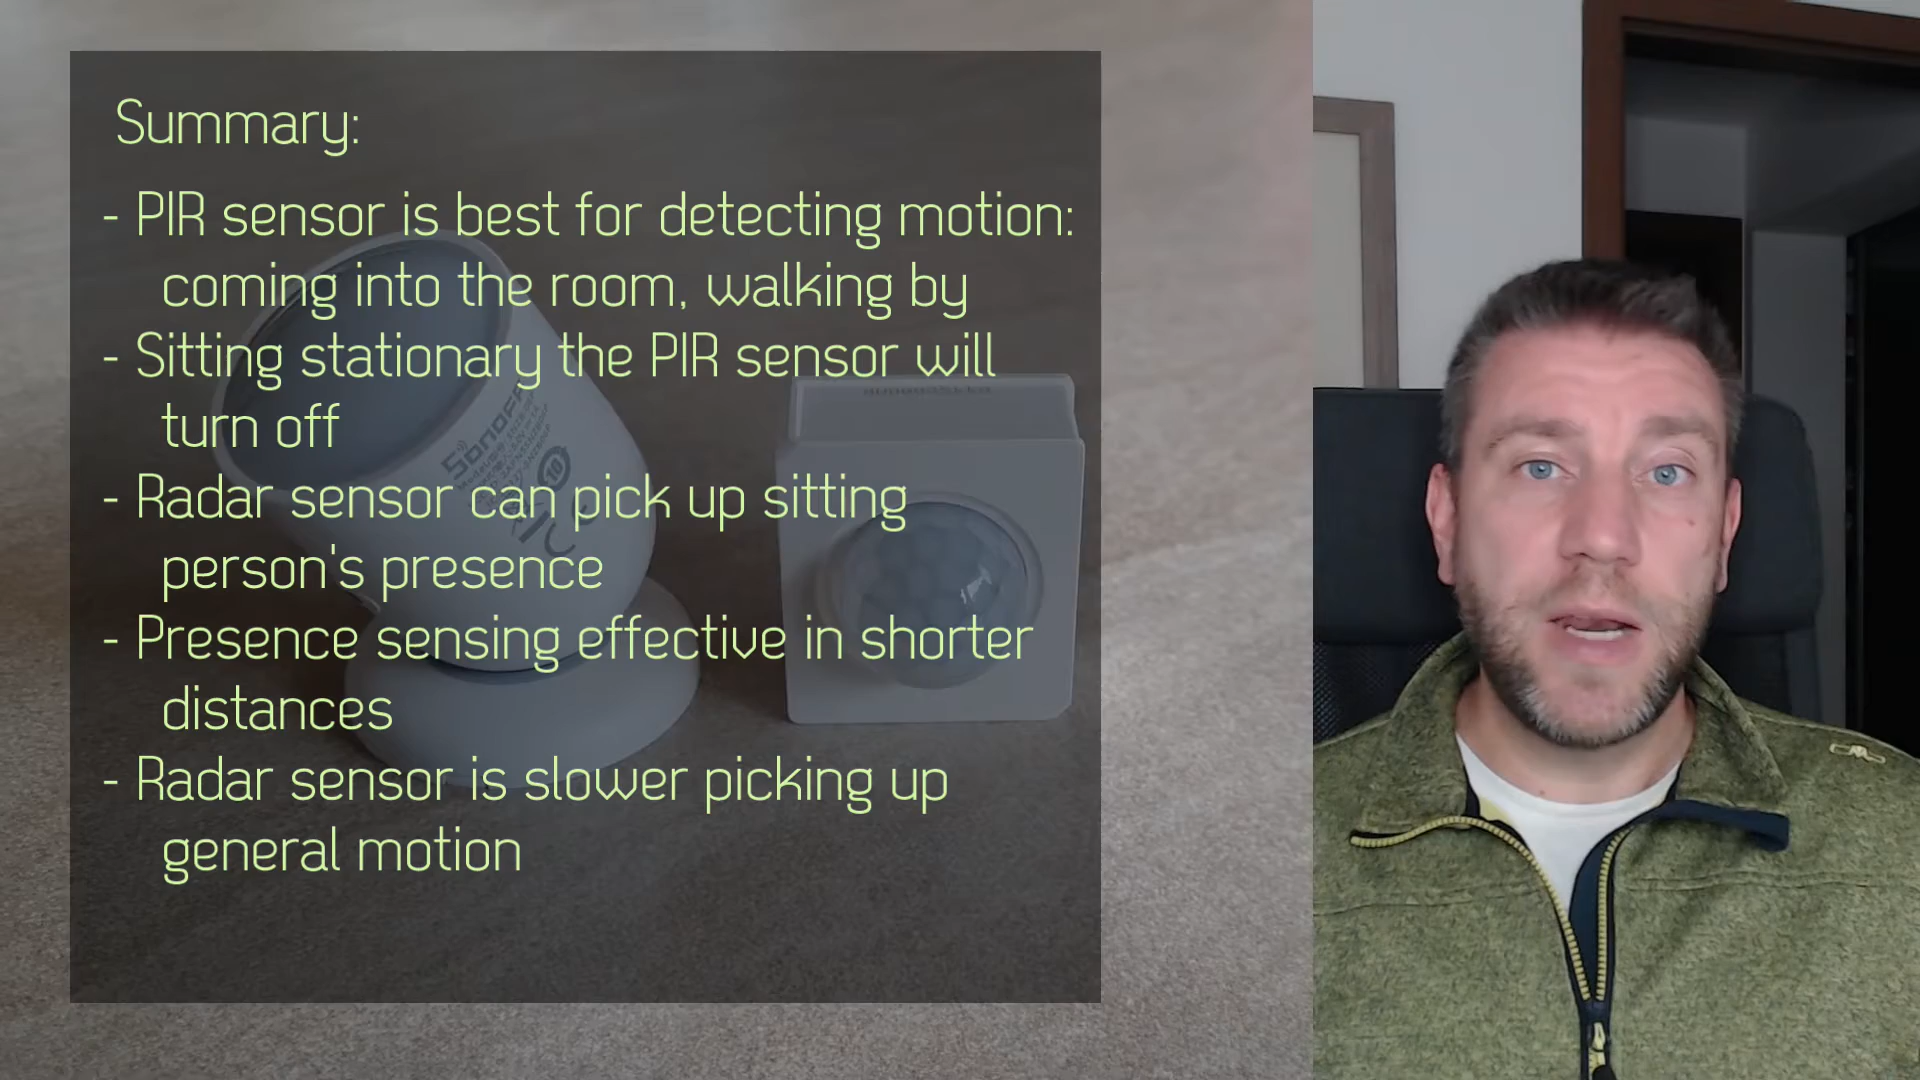 Summary:
- PIR sensor is best for detecting motion:
coming into the room, walking by
- Sitting stationary the PIR sensor will
turn off
- Radar sensor can pick up sitting
person's presence
- Presence sensing effective in shorter
distances
- Radar sensor is slower picking up
general motion
SONOFF